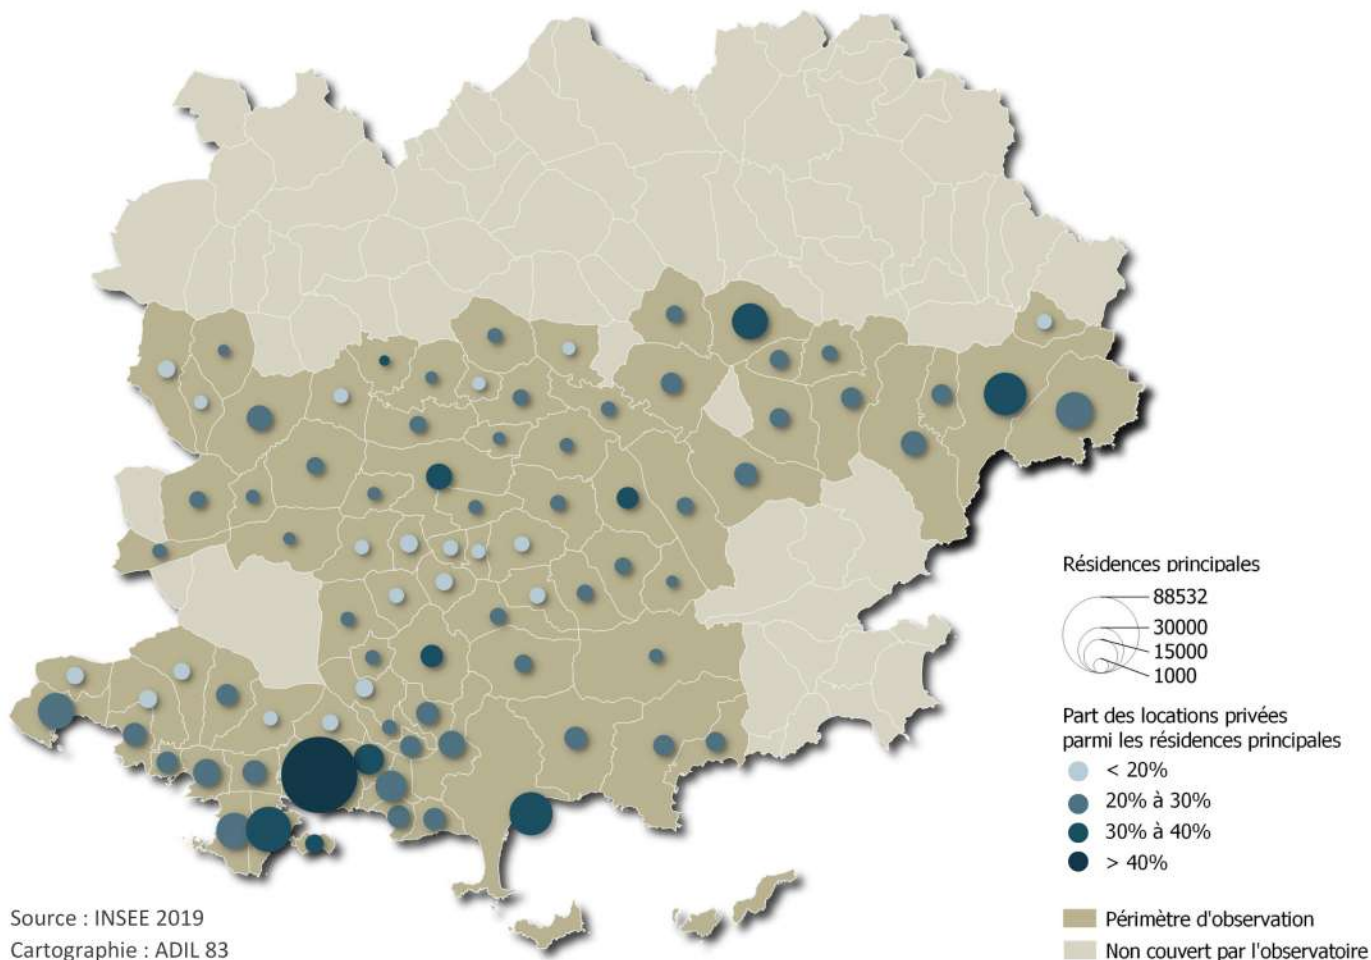 Résidences principales
88532
30000
15000
1000
Part des locations privées
parmi les résidences principales
< 20%
20% à 30%
30% à 40%
> 40%
Périmètre d'observation
Non couvert par l'observatoire
Source : INSEE 2019
Cartographie : ADIL 83